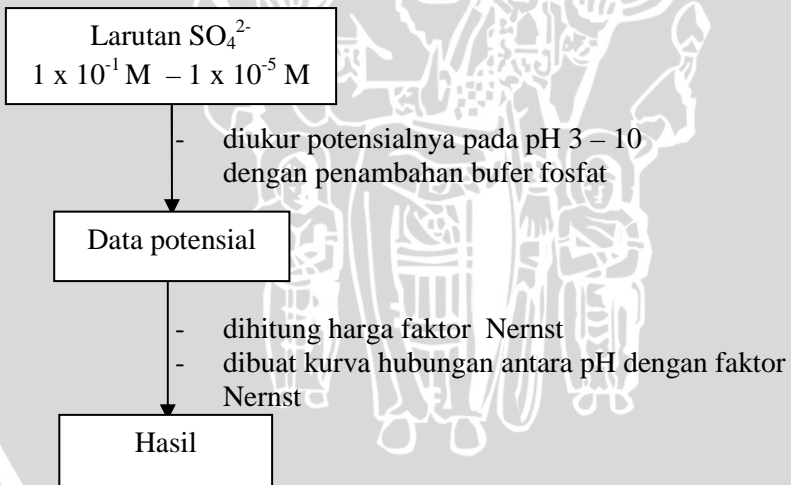 Larutan SO₄²⁻
1 x 10⁻¹ M – 1 x 10⁻⁵ M
- diukur potensialnya pada pH 3 – 10
dengan penambahan bufer fosfat
Data potensial
- dihitung harga faktor Nernst
- dibuat kurva hubungan antara pH dengan faktor
Nernst
Hasil